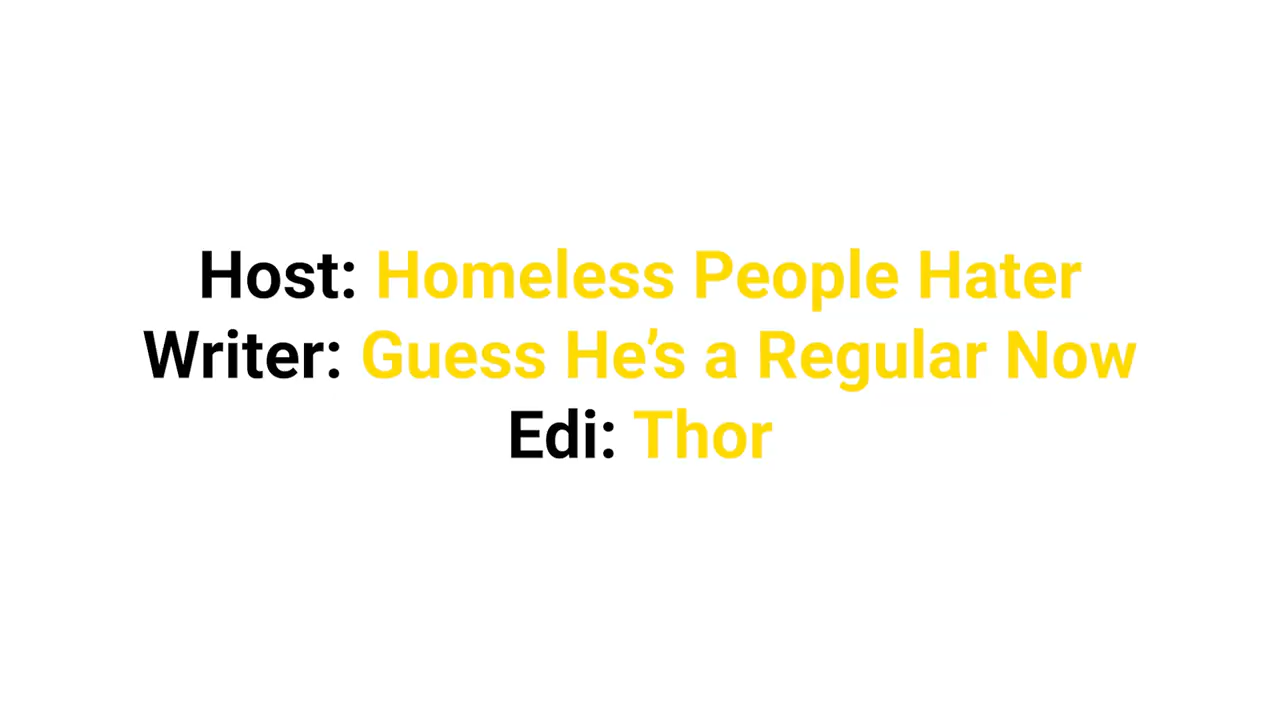 Host: Homeless People Hater
Writer: Guess He’s a Regular Now
Edi: Thor